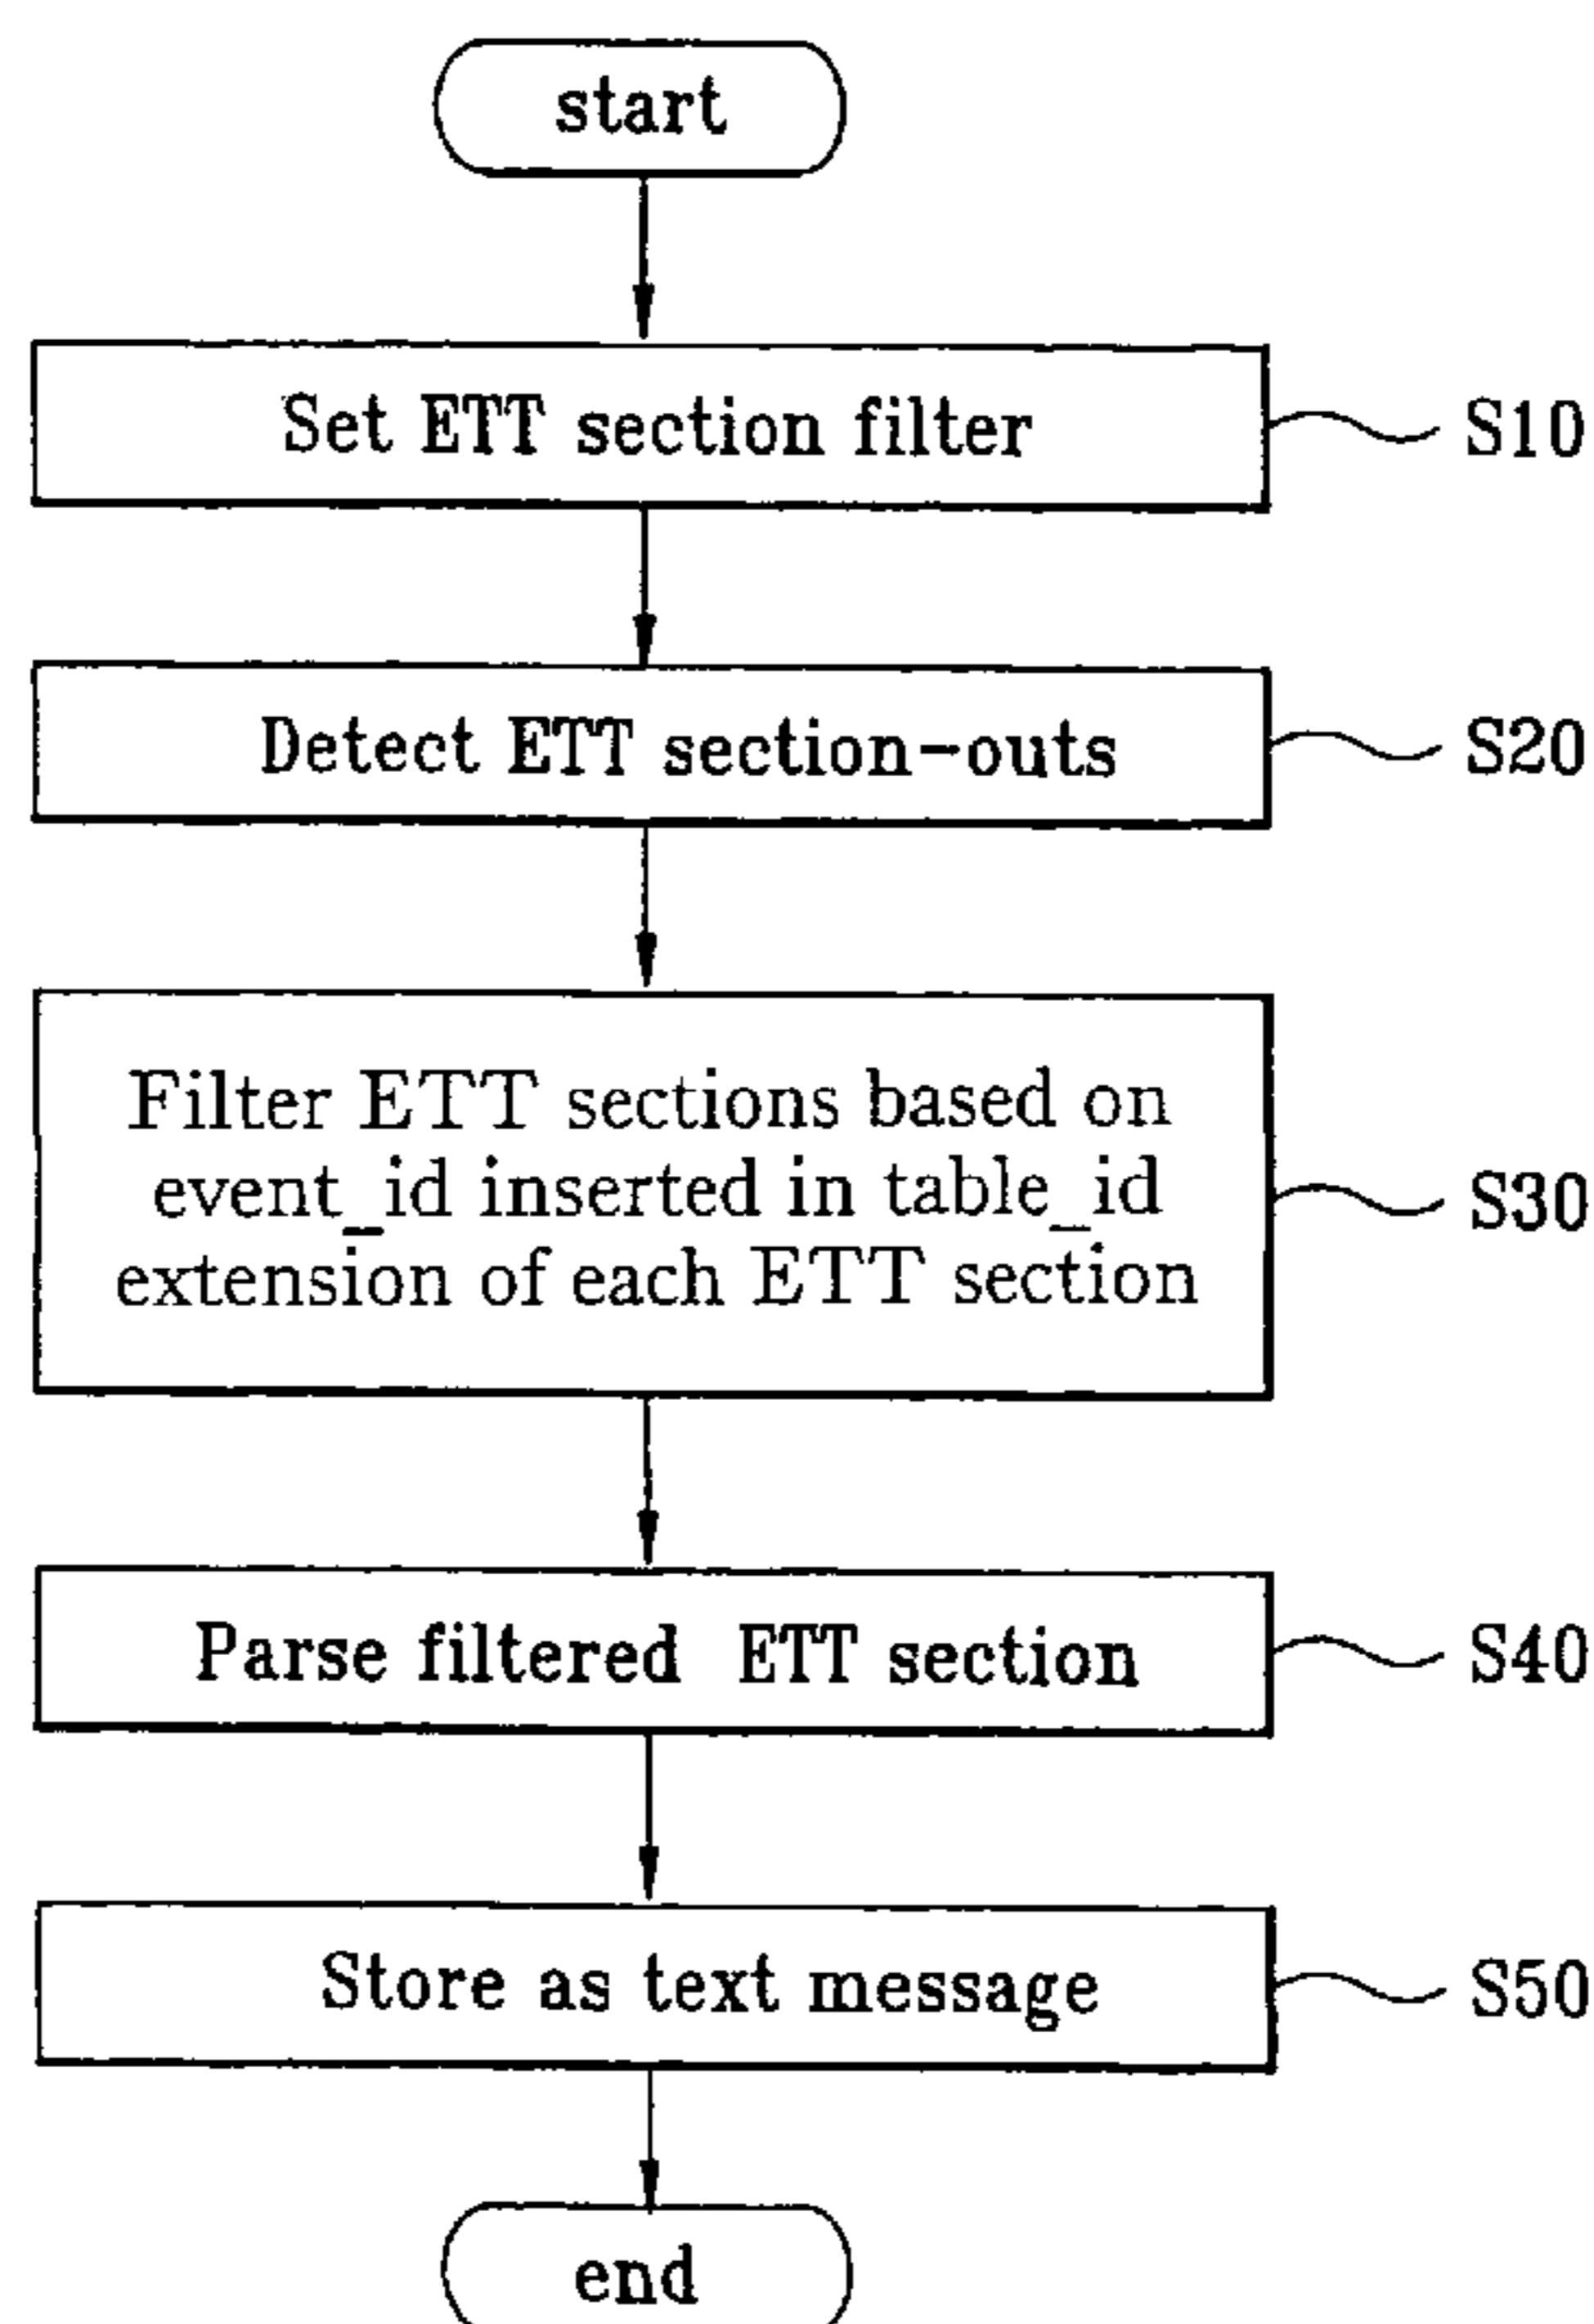 start
Set ETT section filter
S10
Detect ETT section-outs
S20
Filter ETT sections based on
event_id inserted in table_id
extension of each ETT section
S30
Parse filtered ETT section
S40
Store as text message
S50
end